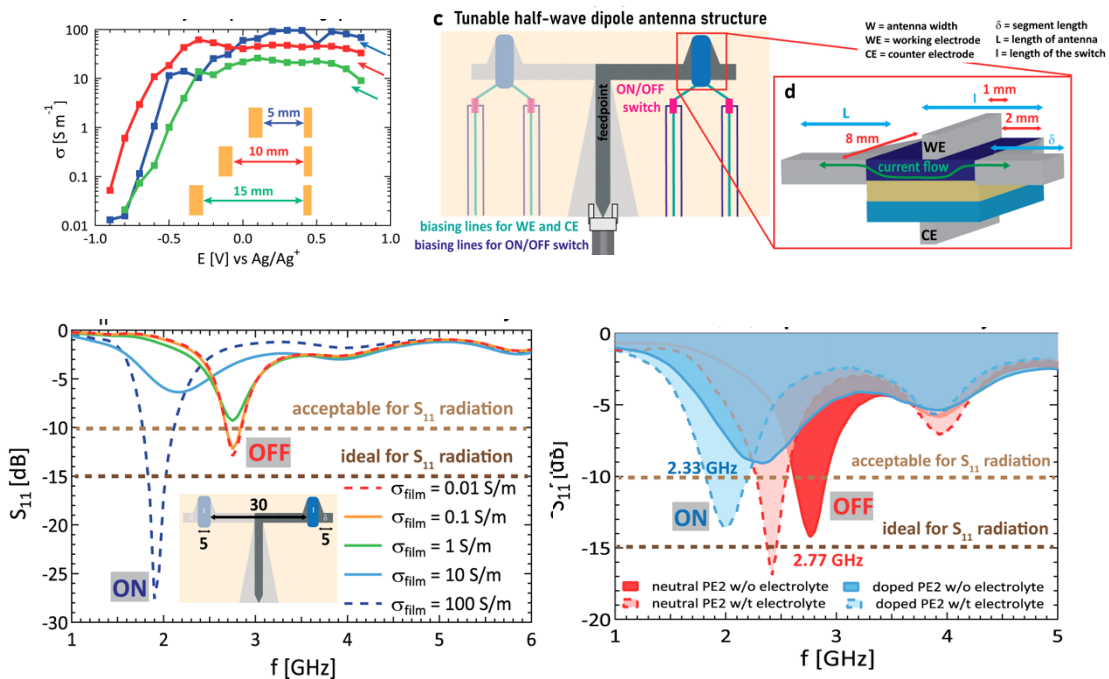 100
10
1
0.1
0.01
σ [S m⁻¹]
5 mm
10 mm
15 mm
-1.0 -0.5 0.0 0.5 1.0
E [V] vs Ag/Ag⁺
c Tunable half-wave dipole antenna structure
ON/OFF
switch
feedpoint
biasing lines for WE and CE
biasing lines for ON/OFF switch
W = antenna width
WE = working electrode
CE = counter electrode
δ = segment length
L = length of antenna
l = length of the switch
d
1 mm
l
L
2 mm
8 mm
WE
δ
current flow
CE
0
-5
-10
-15
-20
-25
-30
S₁₁ [dB]
acceptable for S₁₁ radiation
OFF
ideal for S₁₁ radiation
ON
30
5
5
σfilm = 0.01 S/m
σfilm = 0.1 S/m
σfilm = 1 S/m
σfilm = 10 S/m
σfilm = 100 S/m
1 2 3 4 5 6
f [GHz]
0
-5
-10
-15
-20
2.33 GHz
acceptable for S₁₁ radiation
ON
OFF
ideal for S₁₁ radiation
2.77 GHz
neutral PE2 w/o electrolyte
doped PE2 w/o electrolyte
neutral PE2 w/t electrolyte
doped PE2 w/t electrolyte
1 2 3 4 5
f [GHz]